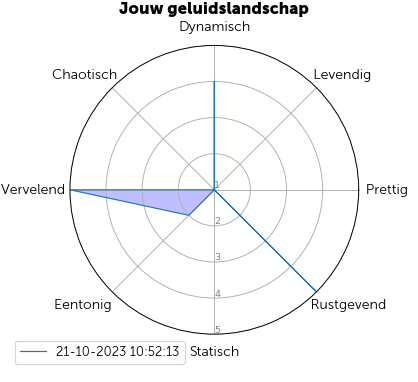 Jouw geluidslandschap
Dynamisch
Chaotisch
Levendig
Vervelend
1
Prettig
2
3
4
Eentonig
Rustgevend
5
21-10-2023 10:52:13
Statisch